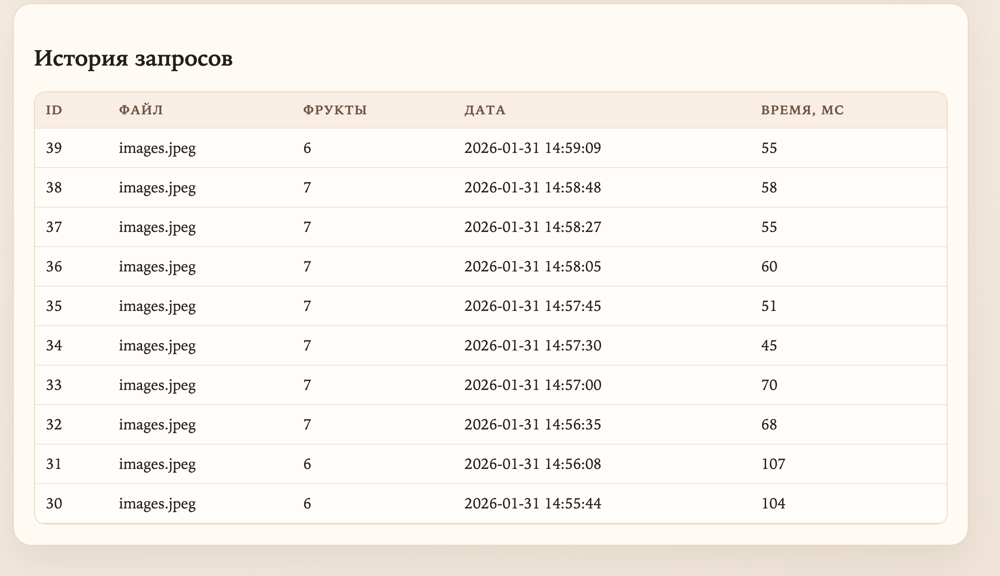 История запросов
ID ФАЙЛ ФРУКТЫ ДАТА ВРЕМЯ, МС
39 images.jpeg 6 2026-01-31 14:59:09 55
38 images.jpeg 7 2026-01-31 14:58:48 58
37 images.jpeg 7 2026-01-31 14:58:27 55
36 images.jpeg 7 2026-01-31 14:58:05 60
35 images.jpeg 7 2026-01-31 14:57:45 51
34 images.jpeg 7 2026-01-31 14:57:30 45
33 images.jpeg 7 2026-01-31 14:57:00 70
32 images.jpeg 7 2026-01-31 14:56:35 68
31 images.jpeg 6 2026-01-31 14:56:08 107
30 images.jpeg 6 2026-01-31 14:55:44 104